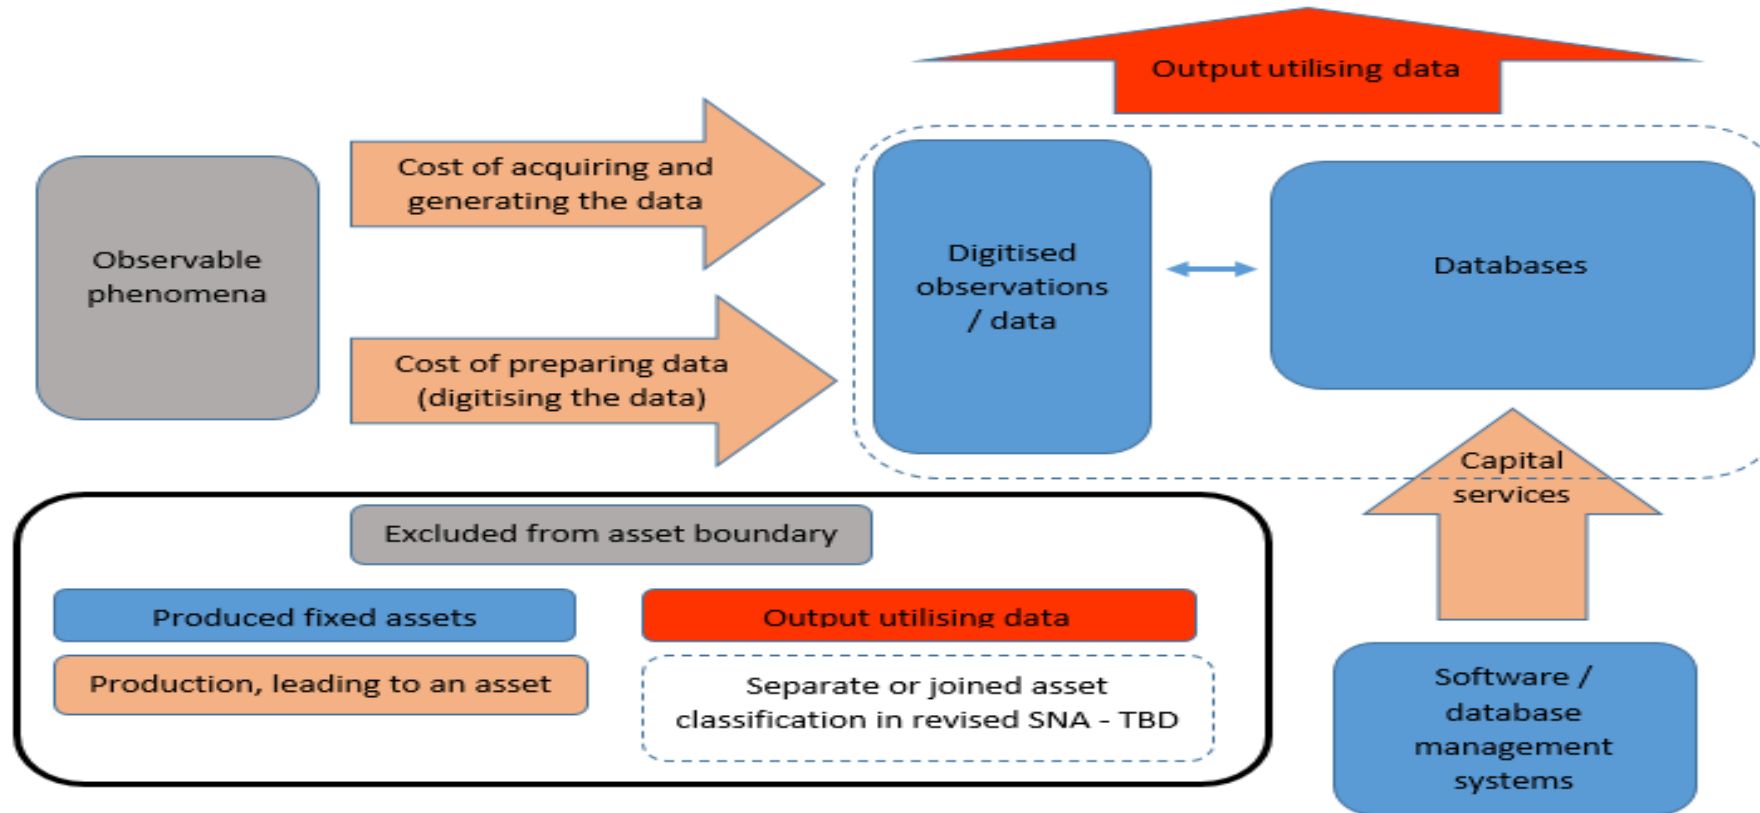 Output utilising data
Cost of acquiring and
generating the data
Observable
phenomena
Digitised
observations
/ data
Databases
Cost of preparing data
(digitising the data)
Capital
services
Excluded from asset boundary
Produced fixed assets
Output utilising data
Production, leading to an asset
Separate or joined asset
classification in revised SNA - TBD
Software /
database
management
systems